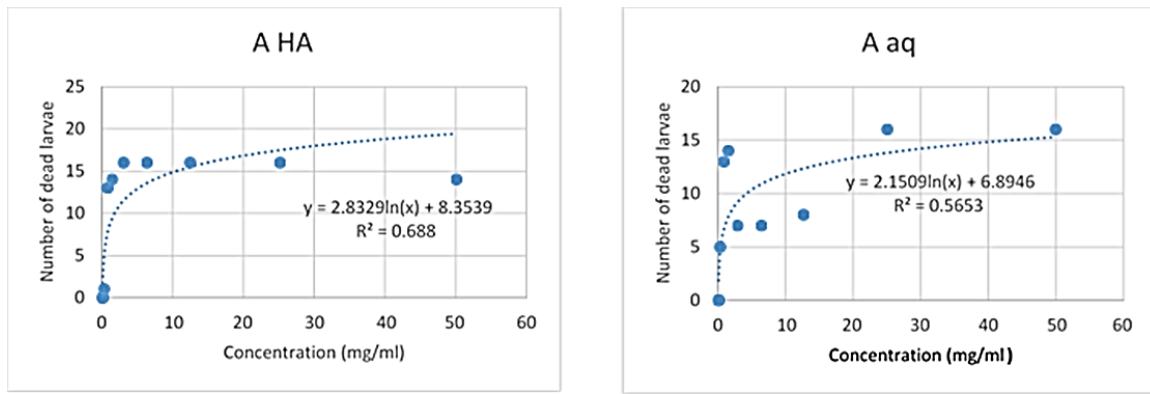 A HA
25
20
15
10
5
0
Number of dead larvae
y = 2.8329ln(x) + 8.3539
R² = 0.688
0 10 20 30 40 50 60
Concentration (mg/ml)
A aq
20
15
10
5
0
Number of dead larvae
y = 2.1509ln(x) + 6.8946
R² = 0.5653
0 10 20 30 40 50 60
Concentration (mg/ml)